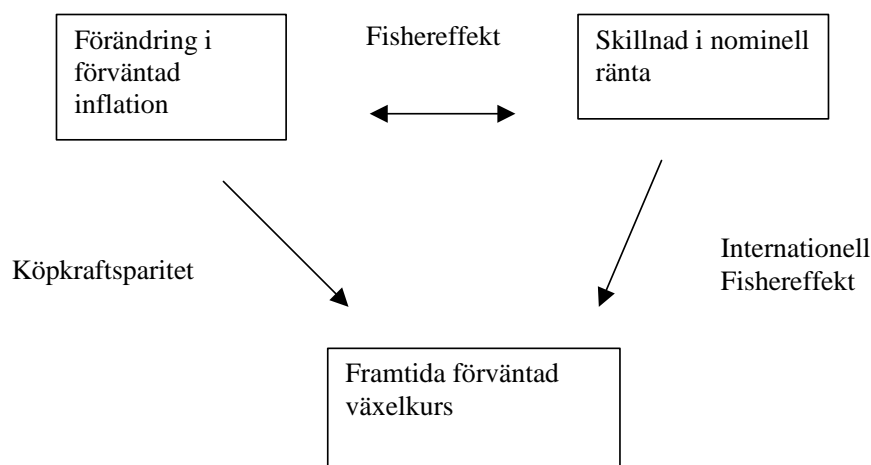 Förändring i
förväntad
inflation
Fishereffekt
Skillnad i nominell
ränta
Köpkraftsparitet
Internationell
Fishereffekt
Framtida förväntad
växelkurs